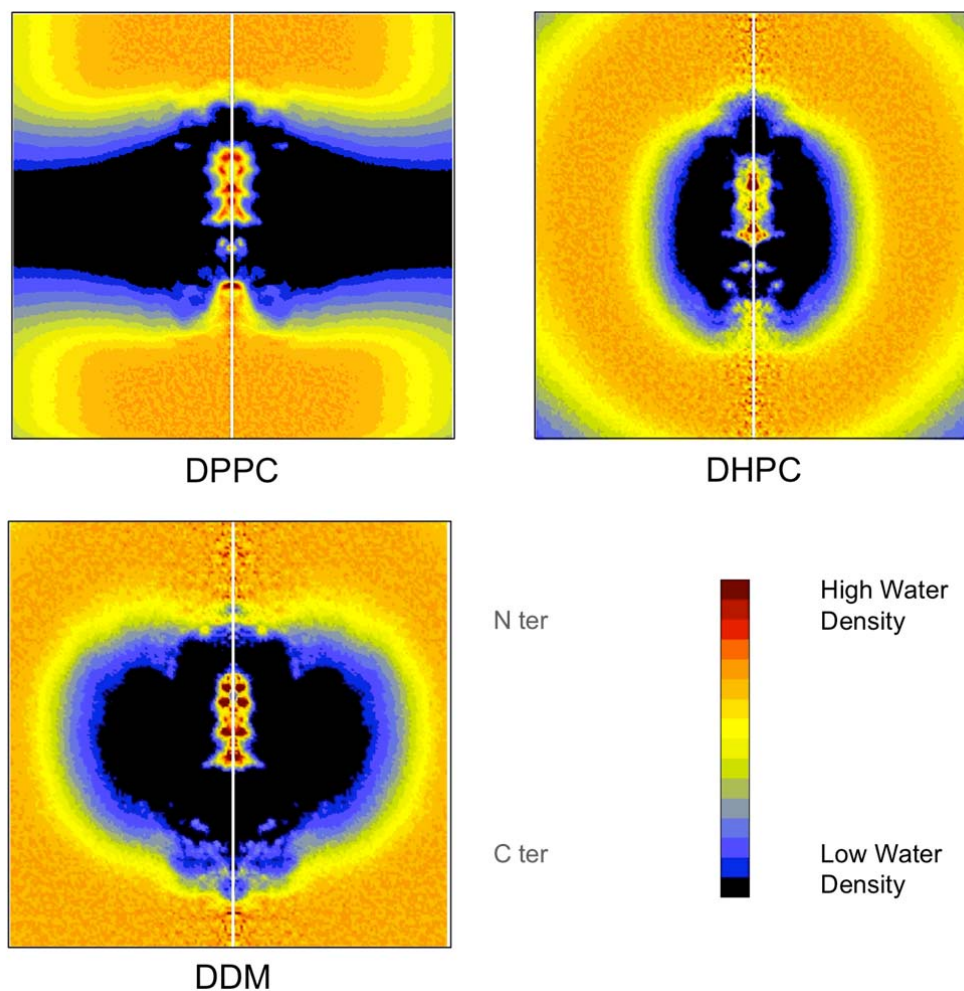 DPPC
DHPC
N ter
High Water
Density
C ter
Low Water
Density
DDM